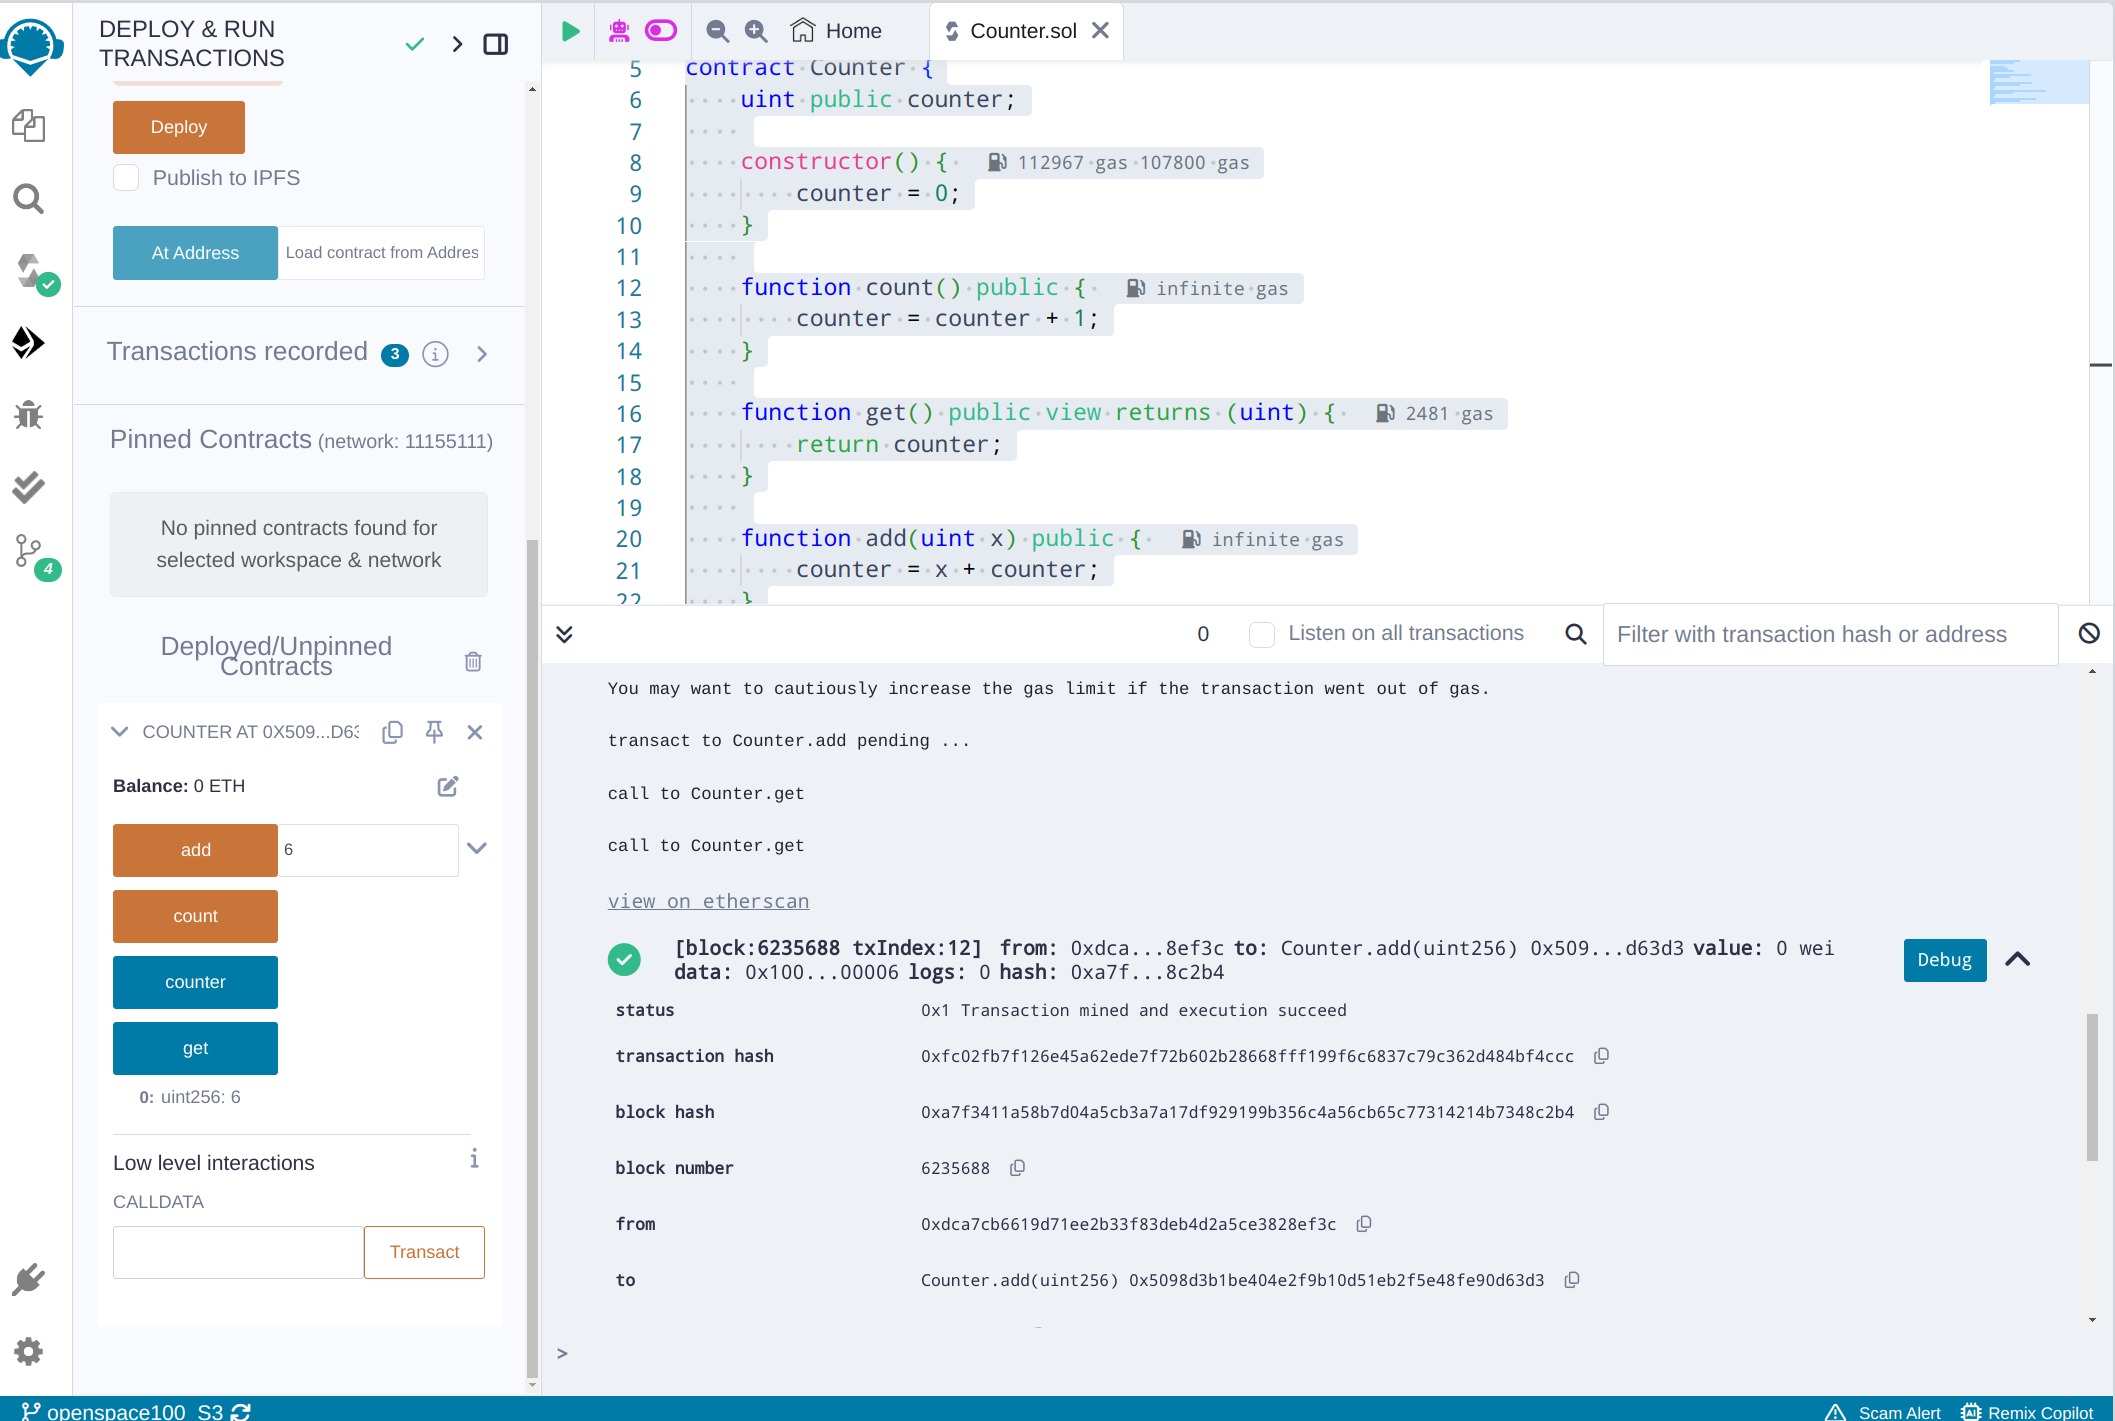 DEPLOY & RUN
TRANSACTIONS
Deploy
Publish to IPFS
At Address
Load contract from Addres
Transactions recorded 3
Pinned Contracts (network: 11155111)
No pinned contracts found for
selected workspace & network
4
Deployed/Unpinned
Contracts
COUNTER AT 0X509...D63
Balance: 0 ETH
add 6
count
counter
get
0: uint256: 6
Low level interactions
CALLDATA
Transact
Home
Counter.sol
5 contract Counter {
6 uint public counter;
7
8 constructor() { 112967 gas 107800 gas
9 counter = 0;
10 }
11
12 function count() public { infinite gas
13 counter = counter + 1;
14 }
15
16 function get() public view returns (uint) { 2481 gas
17 return counter;
18 }
19
20 function add(uint x) public { infinite gas
21 counter = x + counter;
22 }
0 Listen on all transactions Filter with transaction hash or address
You may want to cautiously increase the gas limit if the transaction went out of gas.
transact to Counter.add pending ...
call to Counter.get
call to Counter.get
view on etherscan
[block:6235688 txIndex:12] from: 0xdca...8ef3c to: Counter.add(uint256) 0x509...d63d3 value: 0 wei
data: 0x100...00006 logs: 0 hash: 0xa7f...8c2b4
Debug
status 0x1 Transaction mined and execution succeed
transaction hash 0xfc02fb7f126e45a62ede7f72b602b28668fff199f6c6837c79c362d484bf4ccc
block hash 0xa7f3411a58b7d04a5cb3a7a17df929199b356c4a56cb65c77314214b7348c2b4
block number 6235688
from 0xdca7cb6619d71ee2b33f83deb4d2a5ce3828ef3c
to Counter.add(uint256) 0x5098d3b1be404e2f9b10d51eb2f5e48fe90d63d3
>
openspace100_S3
Scam Alert
Remix Copilot